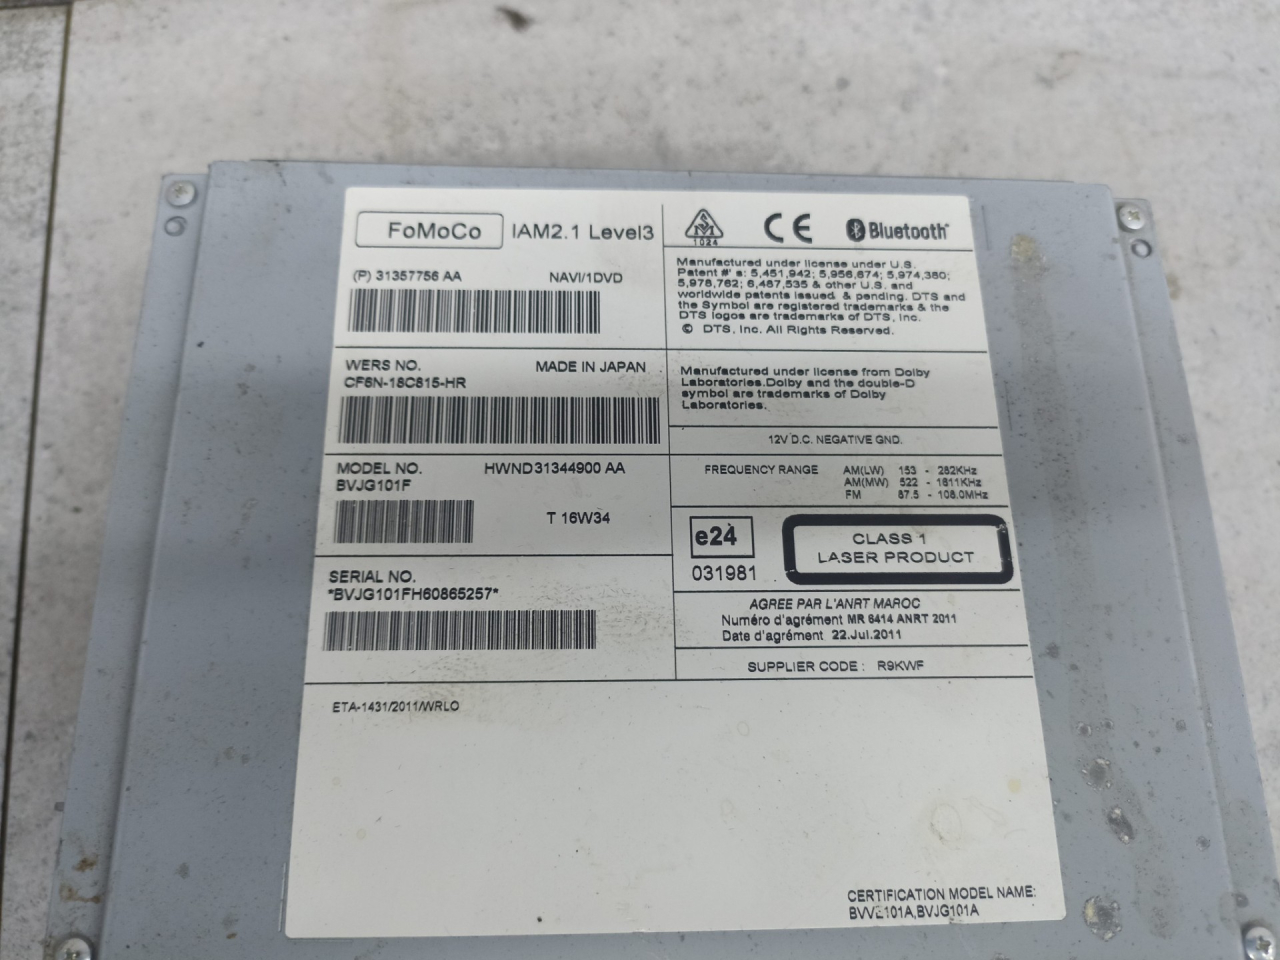 FoMoCo IAM2.1 Level3
(P) 31357756 AA NAVI/1DVD
WERS NO. MADE IN JAPAN
CF6N-18C815-HR
MODEL NO. HWND31344900 AA
BVJG101F
T 16W34
SERIAL NO.
*BVJG101FH60865257*
ETA-1431/2011/WRLO
1024
CE
Bluetooth
Manufactured under license under U.S.
Patent #'s: 5,451,942; 5,956,674; 5,974,380;
5,978,762; 6,487,535 & other U.S. and
worldwide patents issued & pending. DTS and
the Symbol are registered trademarks & the
DTS logos are trademarks of DTS, Inc.
© DTS, Inc. All Rights Reserved.
Manufactured under license from Dolby
Laboratories.Dolby and the double-D
symbol are trademarks of Dolby
Laboratories.
12V D.C. NEGATIVE GND.
FREQUENCY RANGE AM(LW) 153 - 282KHz
AM(MW) 522 - 1611KHz
FM 87.5 - 108.0MHz
e24
031981
CLASS 1
LASER PRODUCT
AGREE PAR L'ANRT MAROC
Numéro d'agrément MR 6414 ANRT 2011
Date d'agrément 22.Jul.2011
SUPPLIER CODE : R9KWF
CERTIFICATION MODEL NAME:
BVJG101A